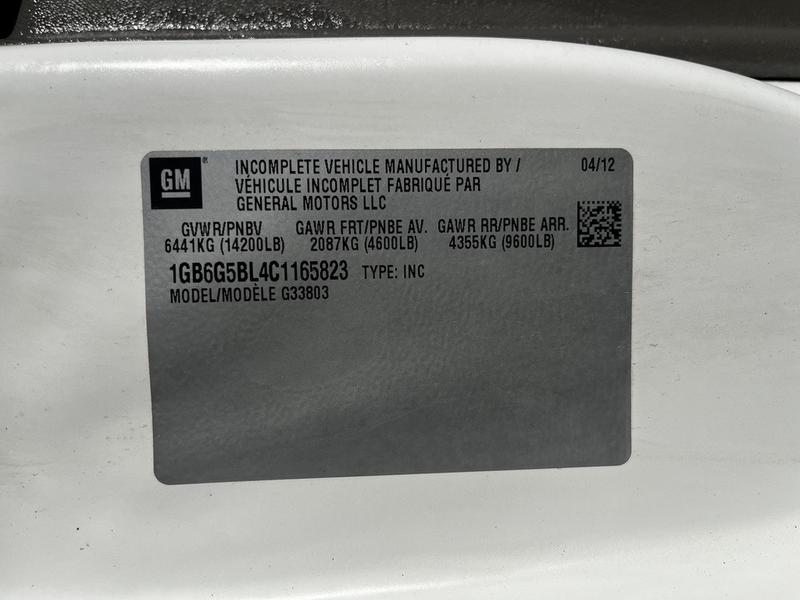 GM
INCOMPLETE VEHICLE MANUFACTURED BY / 04/12
VÉHICULE INCOMPLET FABRIQUÉ PAR
GENERAL MOTORS LLC
GVWR/PNBV GAWR FRT/PNBE AV. GAWR RR/PNBE ARR.
6441KG (14200LB) 2087KG (4600LB) 4355KG (9600LB)
1GB6G5BL4C1165823 TYPE: INC
MODEL/MODÈLE G33803